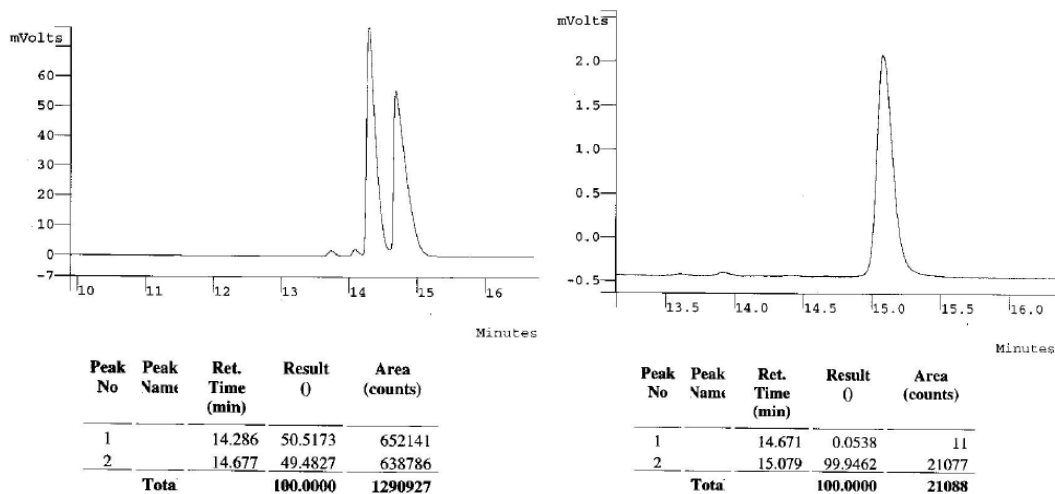 mVolts
60
50
40
30
20
10
0
-7
10 11 12 13 14 15 16
Minutes
Peak No Peak Name Ret. Time (min) Result () Area (counts)
1 14.286 50.5173 652141
2 14.677 49.4827 638786
Tota 100.0000 1290927
mVolts
2.0
1.5
1.0
0.5
0.0
-0.5
13.5 14.0 14.5 15.0 15.5 16.0
Minutes
Peak No Peak Name Ret. Time (min) Result () Area (counts)
1 14.671 0.0538 11
2 15.079 99.9462 21077
Tota 100.0000 21088